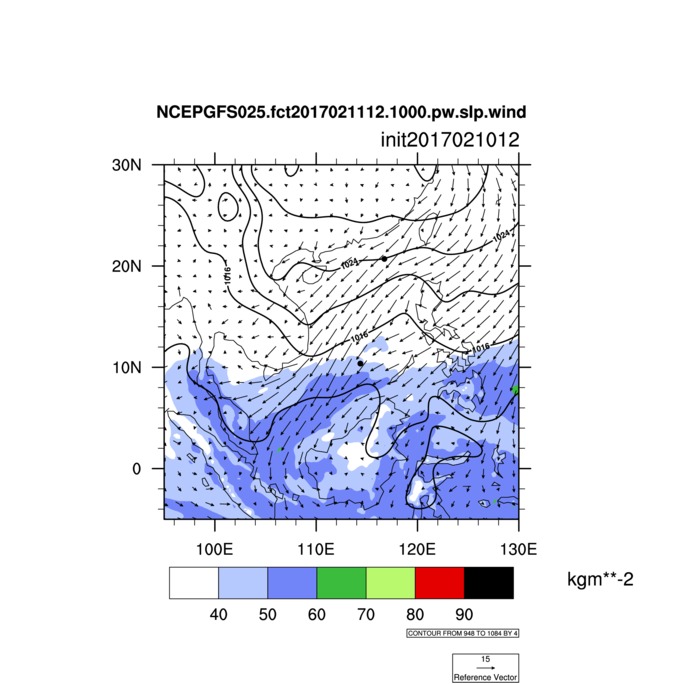 NCEPGFS025.fct2017021112.1000.pw.slp.wind
init2017021012
30N
20N
10N
0
1024
1024
1016
1016
1016
100E
110E
120E
130E
kgm**-2
40
50
60
70
80
90
CONTOUR FROM 948 TO 1084 BY 4
15
Reference Vector